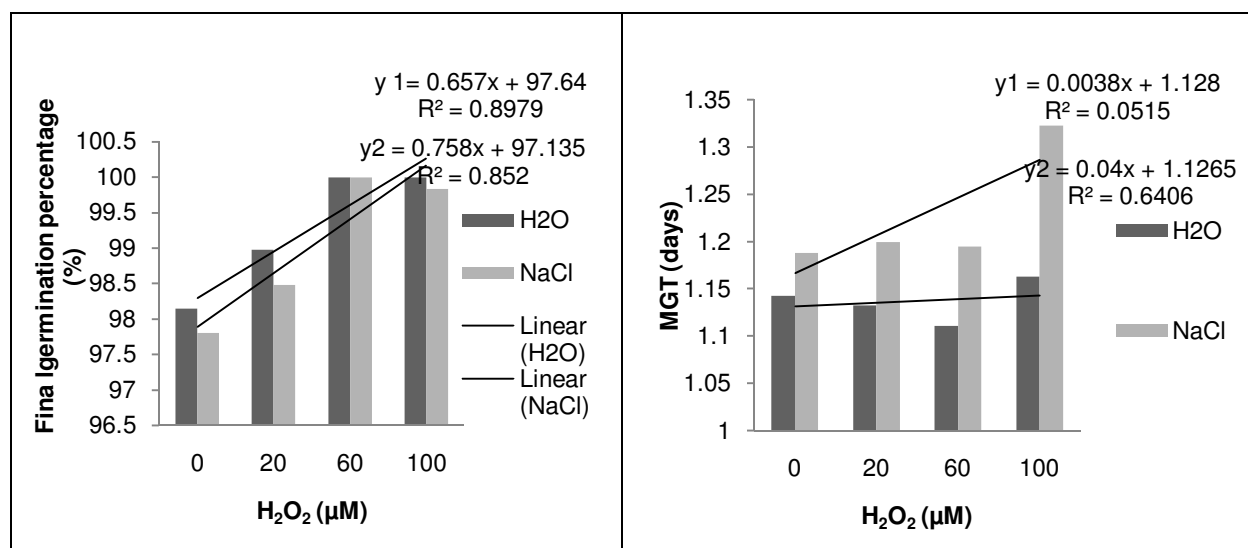 y 1= 0.657x + 97.64
R² = 0.8979
y2 = 0.758x + 97.135
R² = 0.852
Fina lgermination percentage
(%)
100.5
100
99.5
99
98.5
98
97.5
97
96.5
0 20 60 100
H₂O₂ (µM)
H2O
NaCl
Linear
(H2O)
Linear
(NaCl)
y1 = 0.0038x + 1.128
R² = 0.0515
y2 = 0.04x + 1.1265
R² = 0.6406
MGT (days)
1.35
1.3
1.25
1.2
1.15
1.1
1.05
1
0 20 60 100
H₂O₂ (µM)
H2O
NaCl